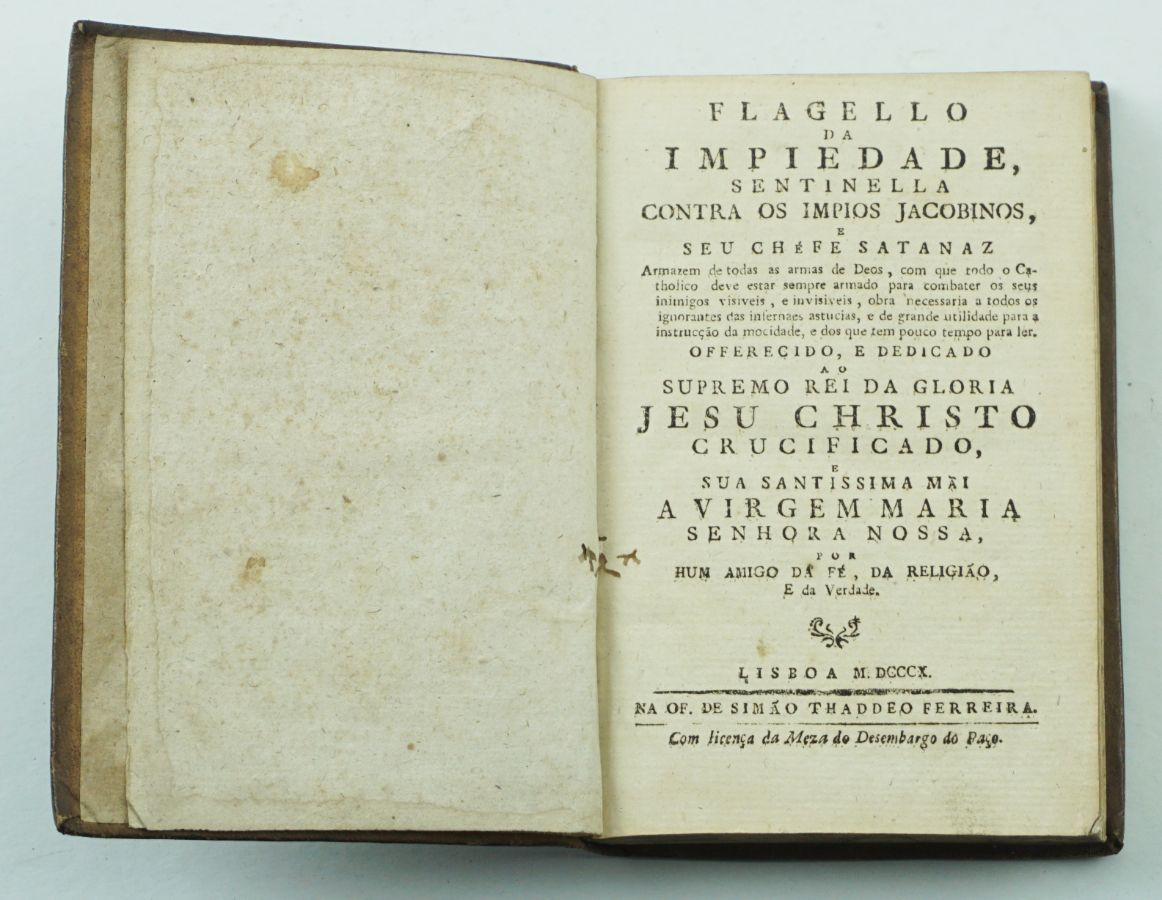 FLAGELLO
DA
IMPIEDADE,
SENTINELLA
CONTRA OS IMPIOS JACOBINOS,
E
SEU CHÉFE SATANAZ
Armazem de todas as armas de Deos, com que todo o Ca-
tholico deve estar sempre armado para combater os seus
inimigos visiveis, e invisiveis, obra necessaria a todos os
ignorantes das infernaes astucias, e de grande utilidade para a
instrucção da mocidade, e dos que tem pouco tempo para ler.
OFFERECIDO, E DEDICADO
AO
SUPREMO REI DA GLORIA
JESU CHRISTO
CRUCIFICADO,
E
SUA SANTISSIMA MÃI
A VIRGEM MARIA
SENHORA NOSSA,
POR
HUM AMIGO DA FÉ, DA RELIGIÃO,
E da Verdade.
LISBOA M. DCCCX.
NA OF. DE SIMÃO THADDEO FERREIRA.
Com licença da Meza do Desembargo do Paço.